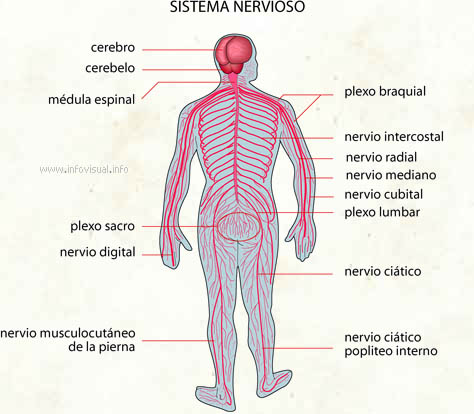 SISTEMA NERVIOSO
cerebro
cerebelo
médula espinal
plexo braquial
nervio intercostal
nervio radial
www.infovisual.info
nervio mediano
nervio cubital
plexo lumbar
plexo sacro
nervio digital
nervio ciático
nervio musculocutáneo
de la pierna
nervio ciático
popliteo interno